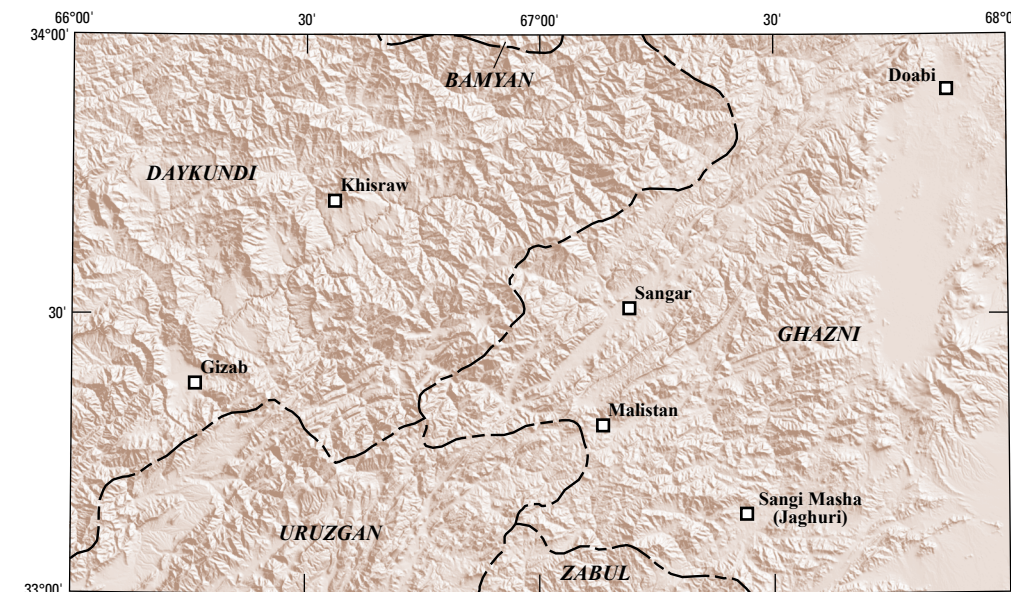 66°00'
30'
67°00'
30'
68°0
34°00'
BAMYAN
Doabi
DAYKUNDI
Khisraw
Sangar
30'
GHAZNI
Gizab
Malistan
Sangi Masha
(Jaghuri)
URUZGAN
ZABUL
33°00'